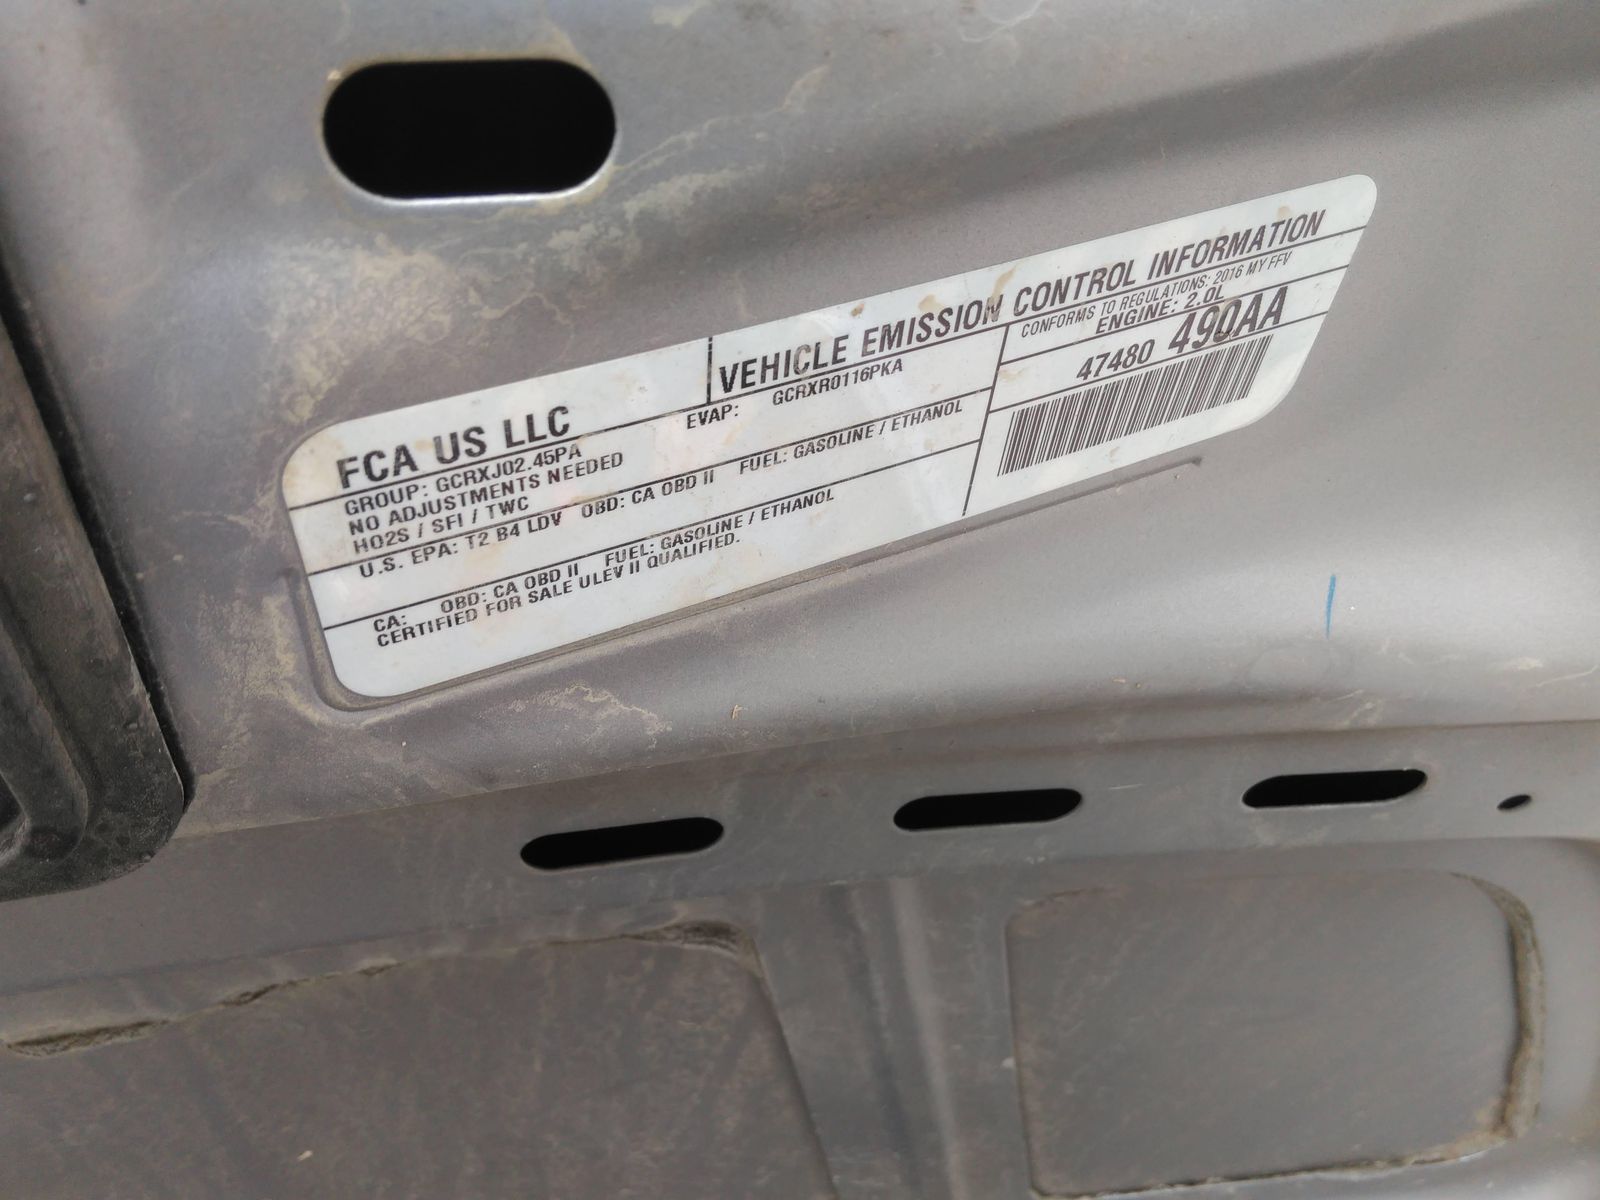 FCA US LLC
VEHICLE EMISSION CONTROL INFORMATION
GROUP: GCRXJ02.45PA
EVAP: GCRXR0116PKA
CONFORMS TO REGULATIONS: 2016 MY FFV
NO ADJUSTMENTS NEEDED
ENGINE: 2.0L
HO2S / SFI / TWC
47480 490AA
U.S. EPA: T2 B4 LDV OBD: CA OBD II FUEL: GASOLINE / ETHANOL
CA: OBD: CA OBD II FUEL: GASOLINE / ETHANOL
CERTIFIED FOR SALE ULEV II QUALIFIED.